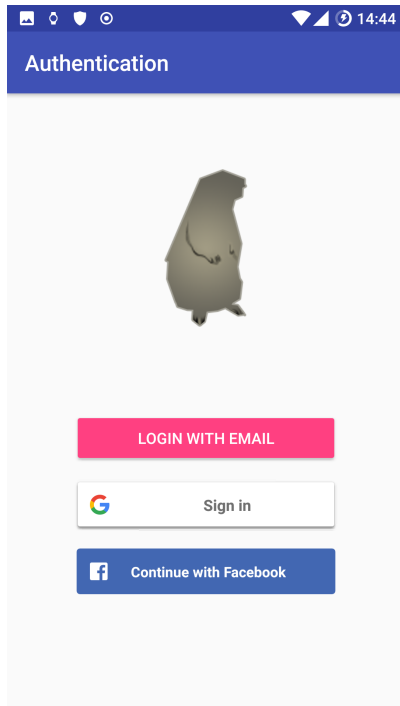 14:44
Authentication
LOGIN WITH EMAIL
Sign in
Continue with Facebook